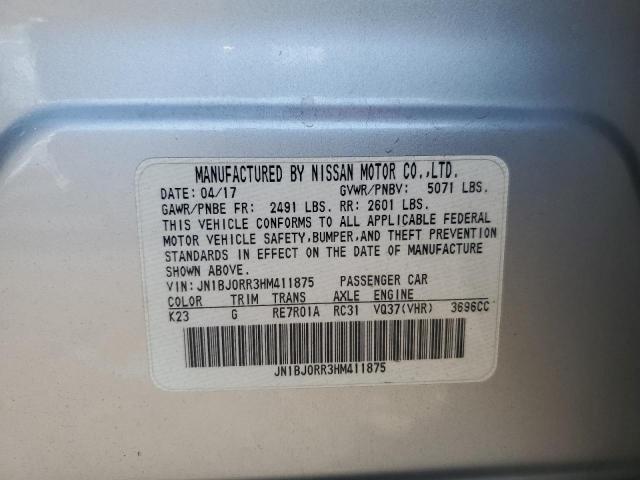 MANUFACTURED BY NISSAN MOTOR CO.,LTD.
DATE: 04/17 GVWR/PNBV: 5071 LBS.
GAWR/PNBE FR: 2491 LBS. RR: 2601 LBS.
THIS VEHICLE CONFORMS TO ALL APPLICABLE FEDERAL
MOTOR VEHICLE SAFETY,BUMPER,AND THEFT PREVENTION
STANDARDS IN EFFECT ON THE DATE OF MANUFACTURE
SHOWN ABOVE.
VIN:JN1BJ0RR3HM411875 PASSENGER CAR
COLOR TRIM TRANS AXLE ENGINE
K23 G RE7R01A RC31 VQ37(VHR) 3696CC
JN1BJ0RR3HM411875